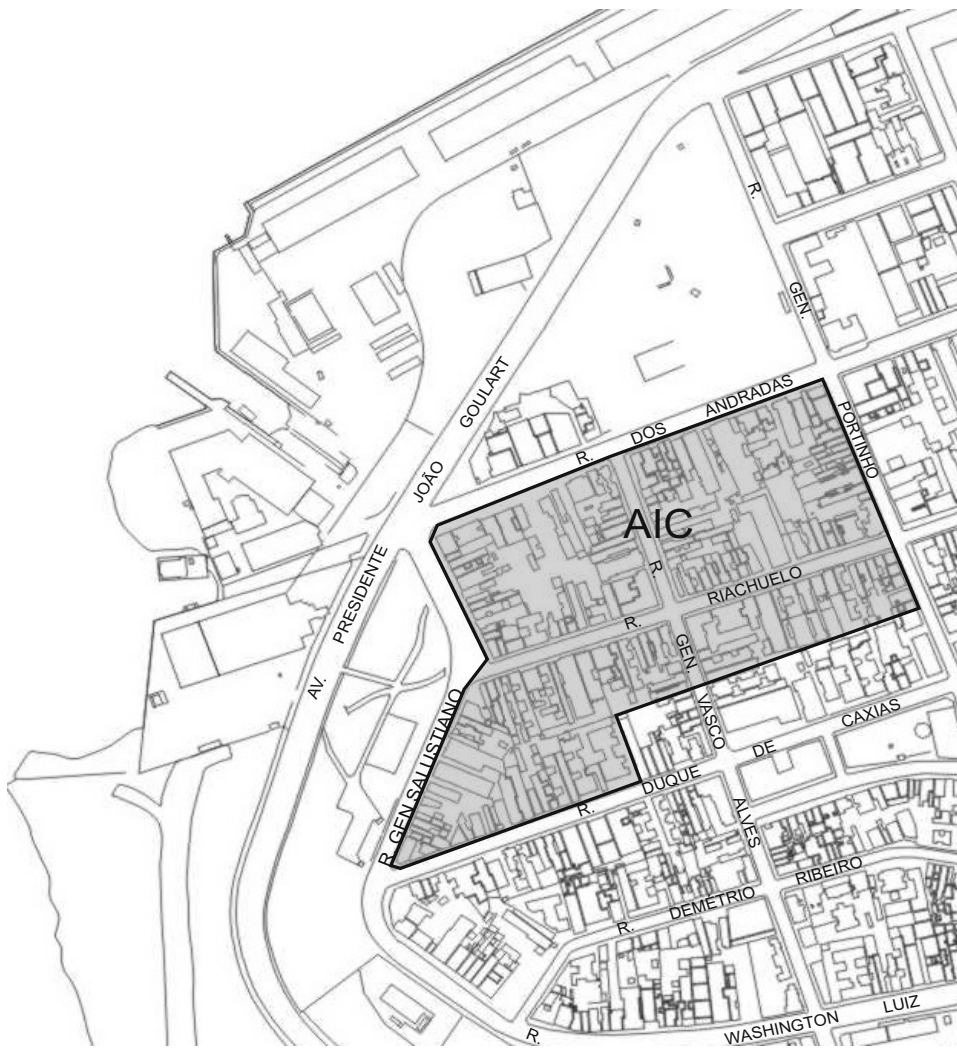 R. GEN. PORTINHO
R. DOS ANDRADAS
AV. PRESIDENTE JOÃO GOULART
AIC
R. RIACHUELO
R. GEN. VASCO ALVES
R. GEN SALUSTIANO
R. DUQUE DE CAXIAS
R. DEMÉTRIO RIBEIRO
R. WASHINGTON LUIZ